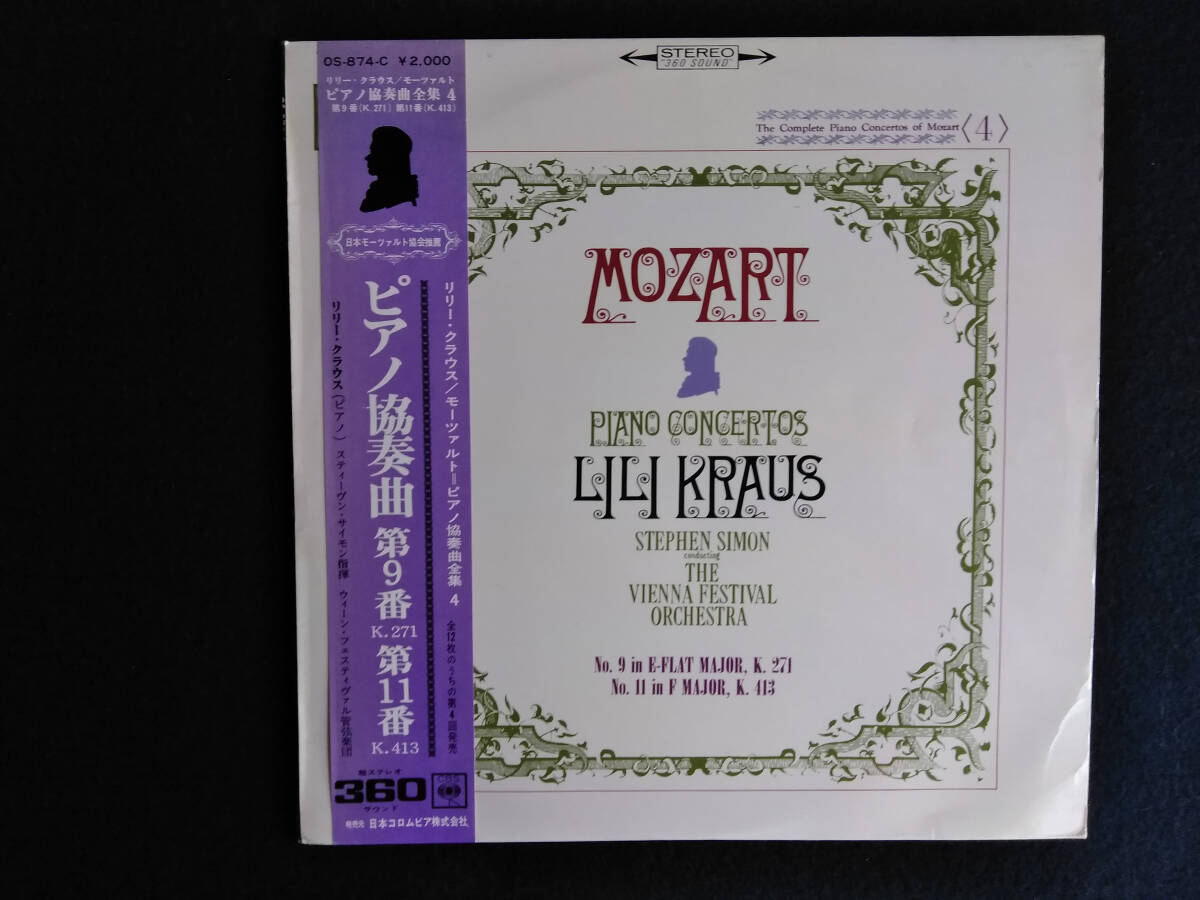 OS-874-C ¥2,000
リリー・クラウス/モーツァルト
ピアノ協奏曲全集 4
第9番(K.271) 第11番(K.413)
日本モーツァルト協会推薦
リリー・クラウス/モーツァルト=ピアノ協奏曲全集 4 全12枚のうちの第4回発売
ピアノ協奏曲 第9番 K.271 第11番 K.413
リリー・クラウス(ピアノ) スティーヴン・サイモン指揮 ウィーン・フェスティヴァル管弦楽団
超ステレオ
360
サウンド
CBS
発売元 日本コロムビア株式会社
STEREO
"360 SOUND"
The Complete Piano Concertos of Mozart 〈4〉
MOZART
PIANO CONCERTOS
LILI KRAUS
STEPHEN SIMON
conducting
THE
VIENNA FESTIVAL
ORCHESTRA
No. 9 in E-FLAT MAJOR, K. 271
No. 11 in F MAJOR, K. 413